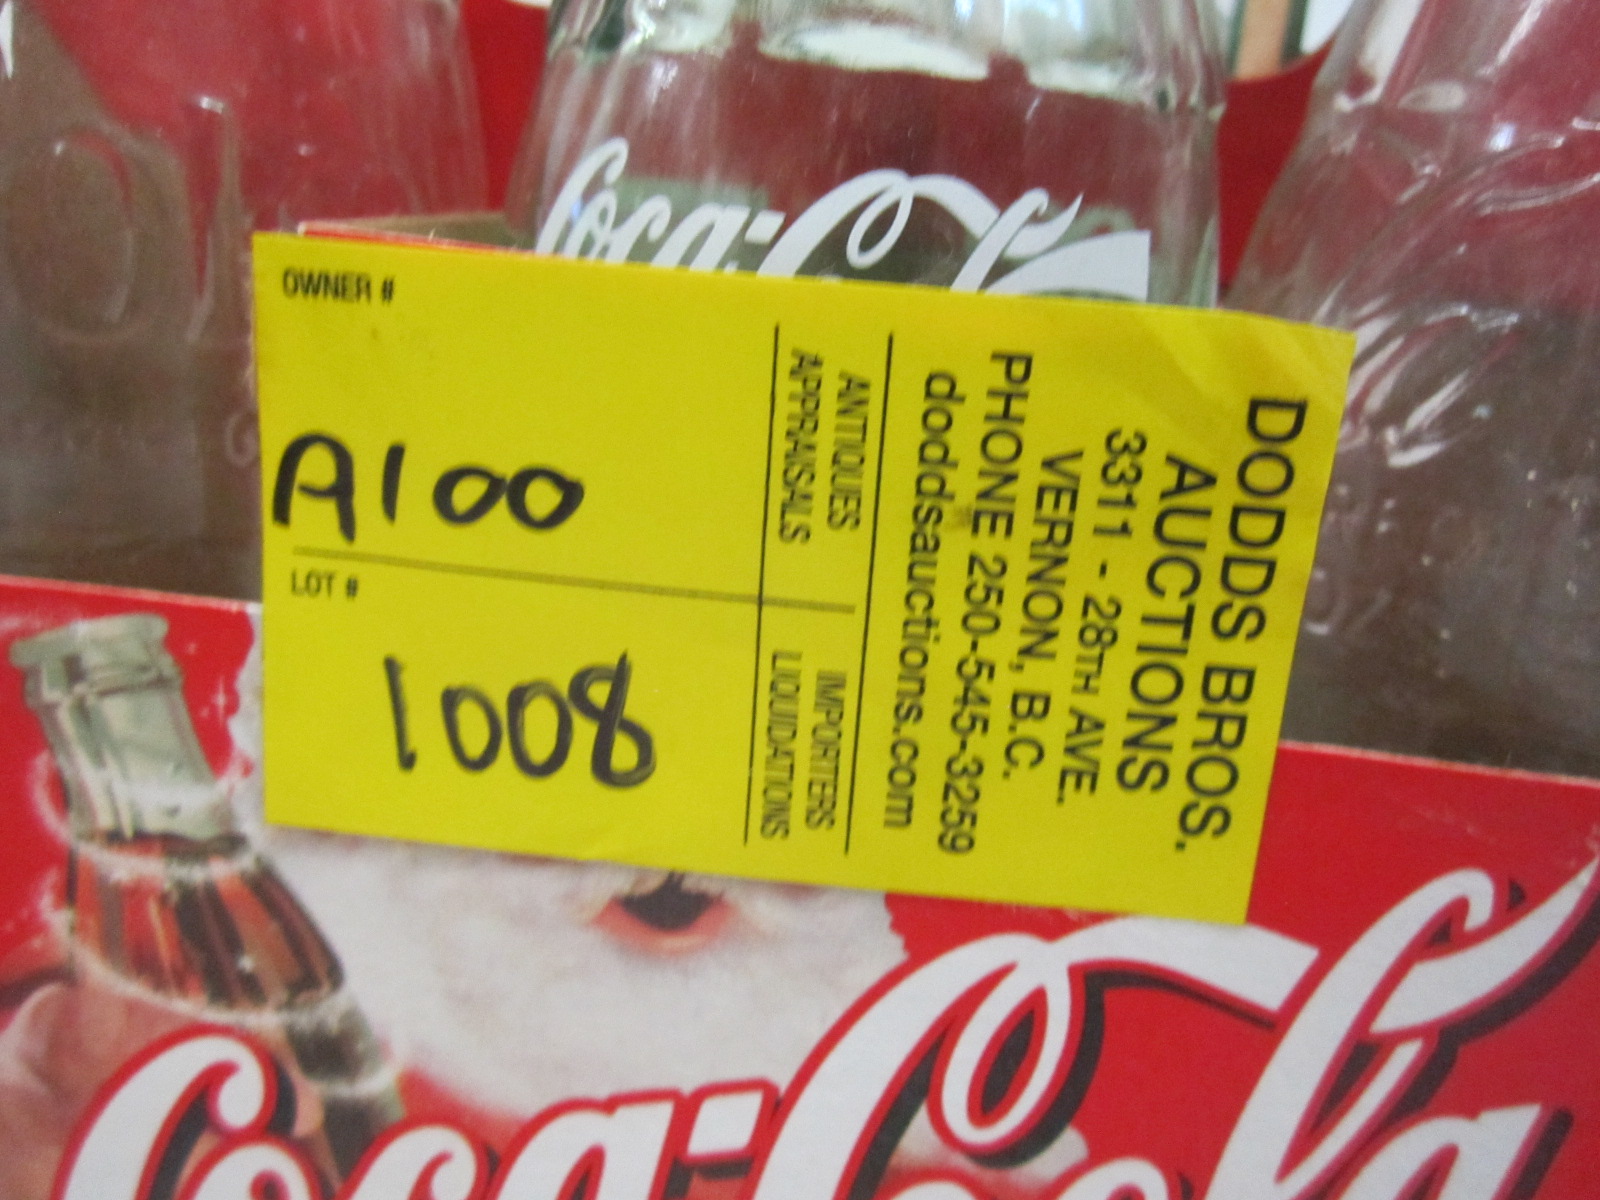 Coca-Cola
OWNER #
A100
LOT #
1008
ANTIQUES
APPRAISALS
IMPORTERS
LIQUIDATIONS
DODDS BROS.
AUCTIONS
3311 - 28TH AVE.
VERNON, B.C.
PHONE 250-545-3259
doddsauctions.com
Coca-Cola